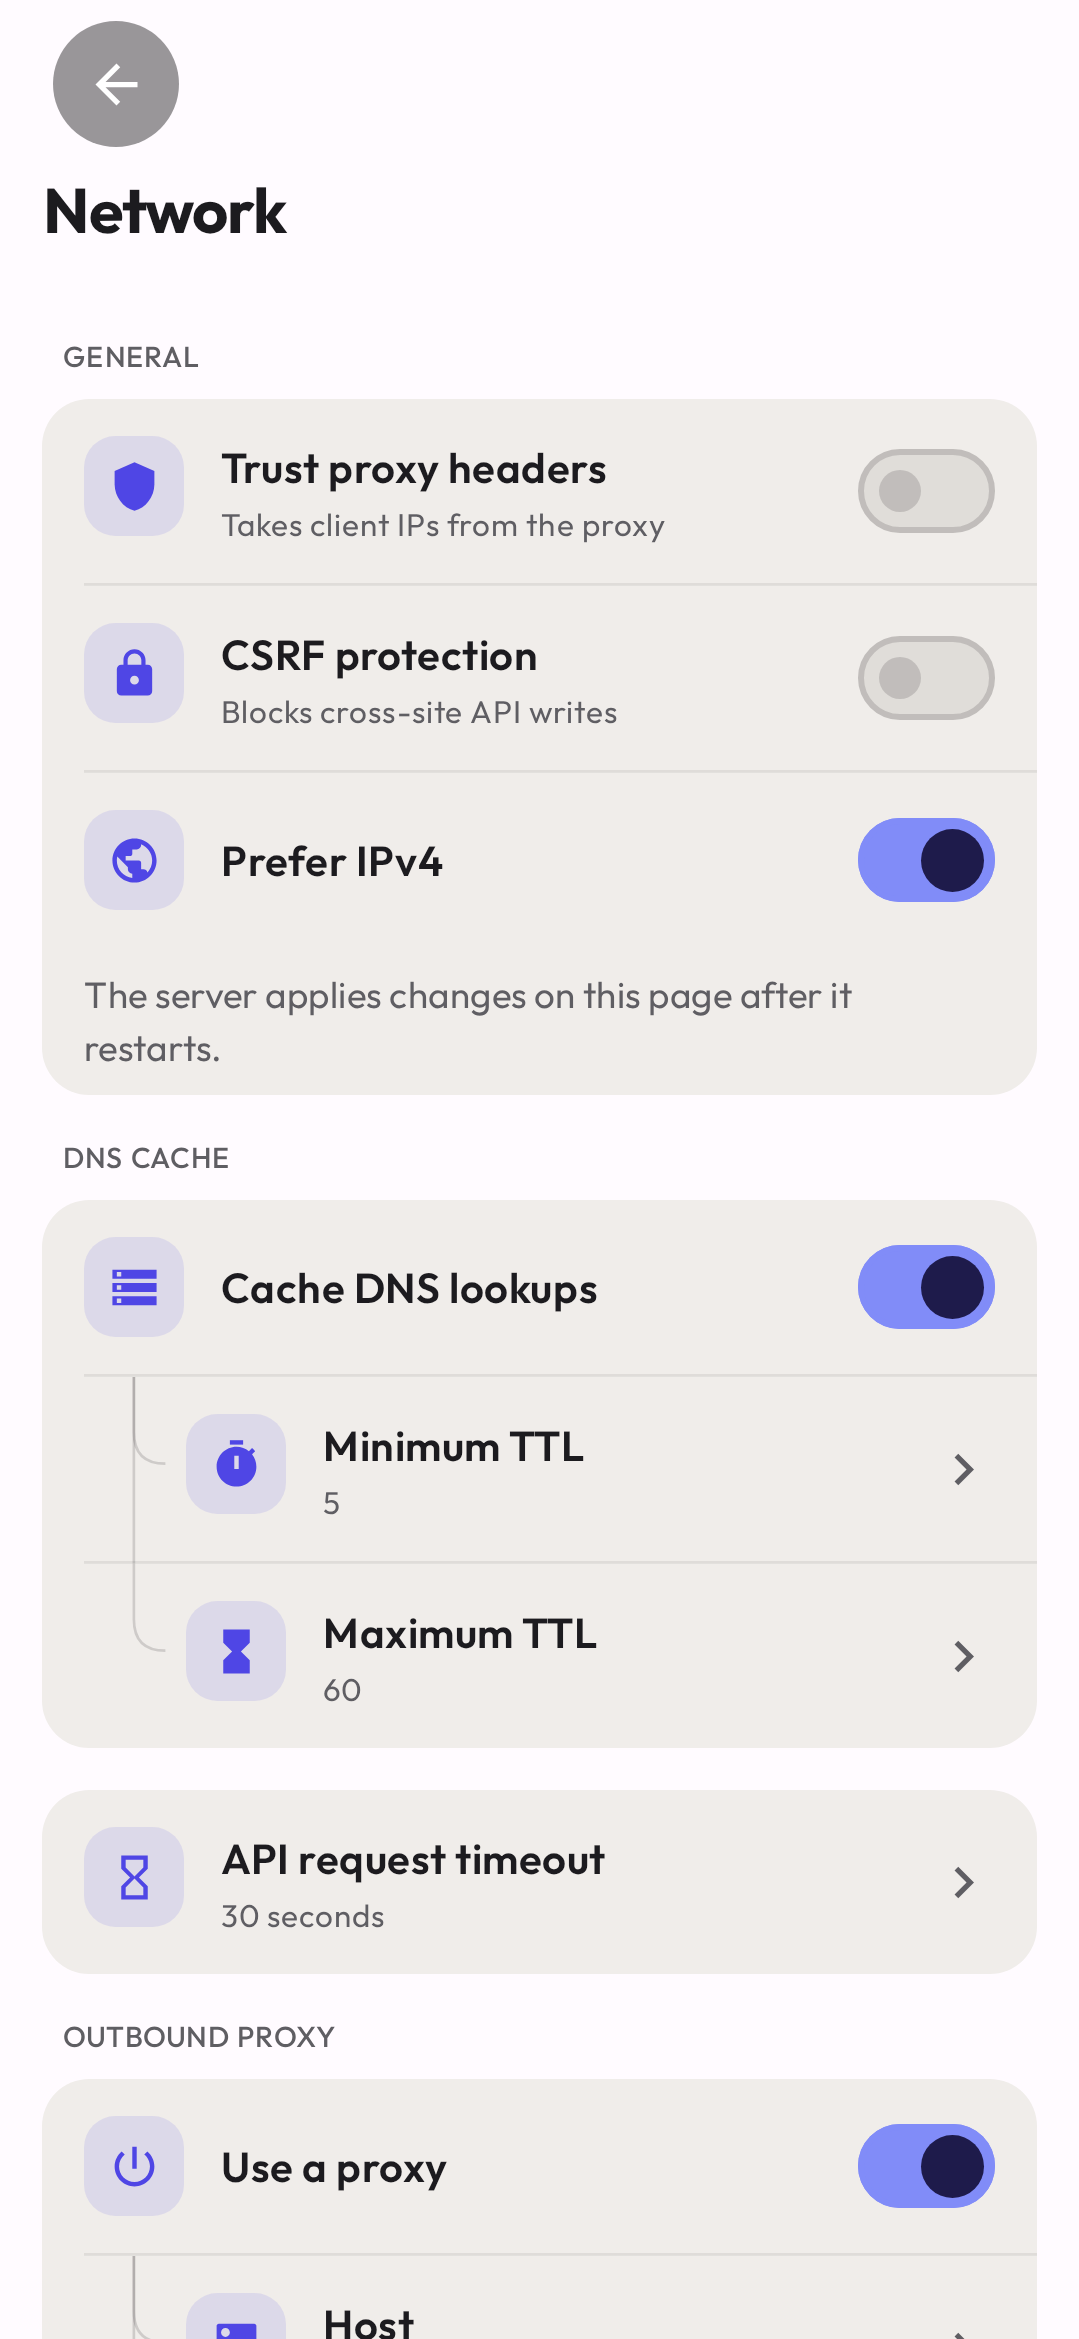 Network
GENERAL
Trust proxy headers
Takes client IPs from the proxy
CSRF protection
Blocks cross-site API writes
Prefer IPv4
The server applies changes on this page after it
restarts.
DNS CACHE
Cache DNS lookups
Minimum TTL
5
Maximum TTL
60
API request timeout
30 seconds
OUTBOUND PROXY
Use a proxy
Host